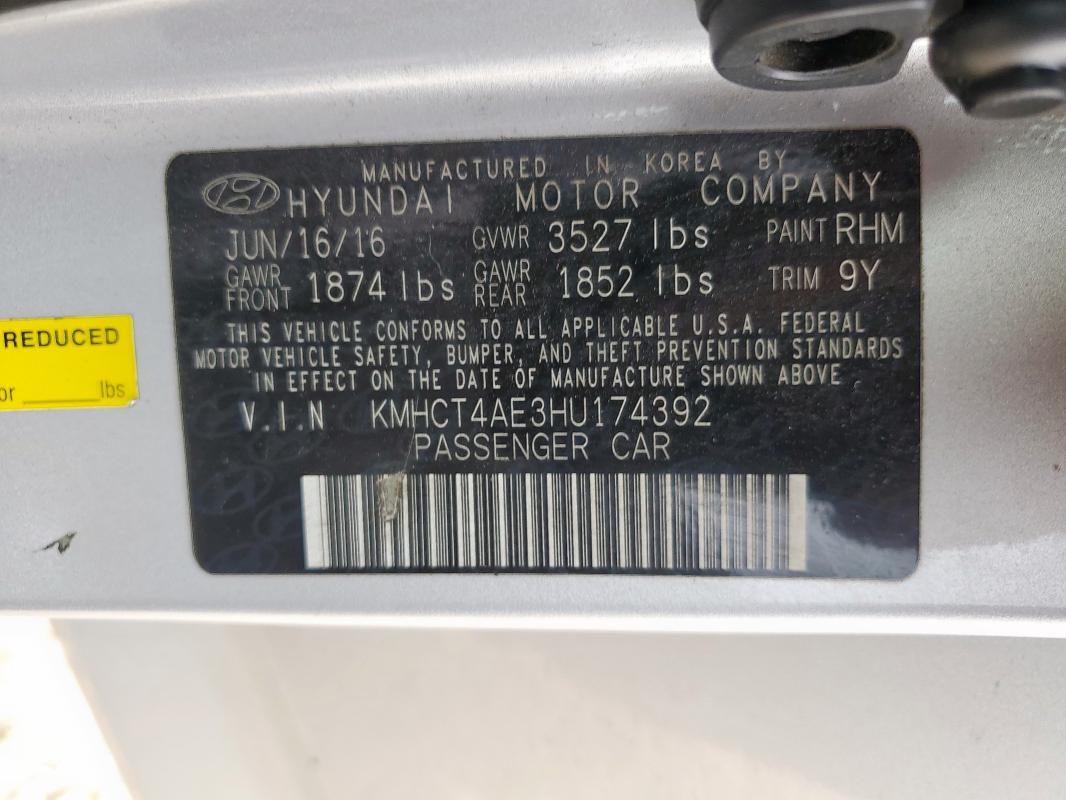 MANUFACTURED IN KOREA BY
HYUNDAI MOTOR COMPANY
JUN/16/16 GVWR 3527 lbs PAINT RHM
GAWR FRONT 1874 lbs GAWR REAR 1852 lbs TRIM 9Y
THIS VEHICLE CONFORMS TO ALL APPLICABLE U.S.A. FEDERAL
MOTOR VEHICLE SAFETY, BUMPER, AND THEFT PREVENTION STANDARDS
IN EFFECT ON THE DATE OF MANUFACTURE SHOWN ABOVE
V.I.N KMHCT4AE3HU174392
PASSENGER CAR
REDUCED
or ______lbs